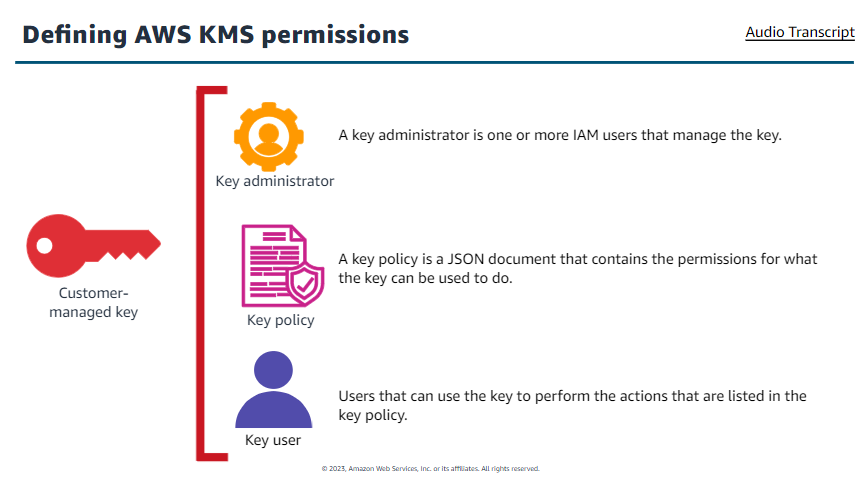 Defining AWS KMS permissions
Audio Transcript
A key administrator is one or more IAM users that manage the key.
Key administrator
Customer-
managed key
A key policy is a JSON document that contains the permissions for what
the key can be used to do.
Key policy
Users that can use the key to perform the actions that are listed in the
key policy.
Key user
© 2023, Amazon Web Services, Inc. or its affiliates. All rights reserved.